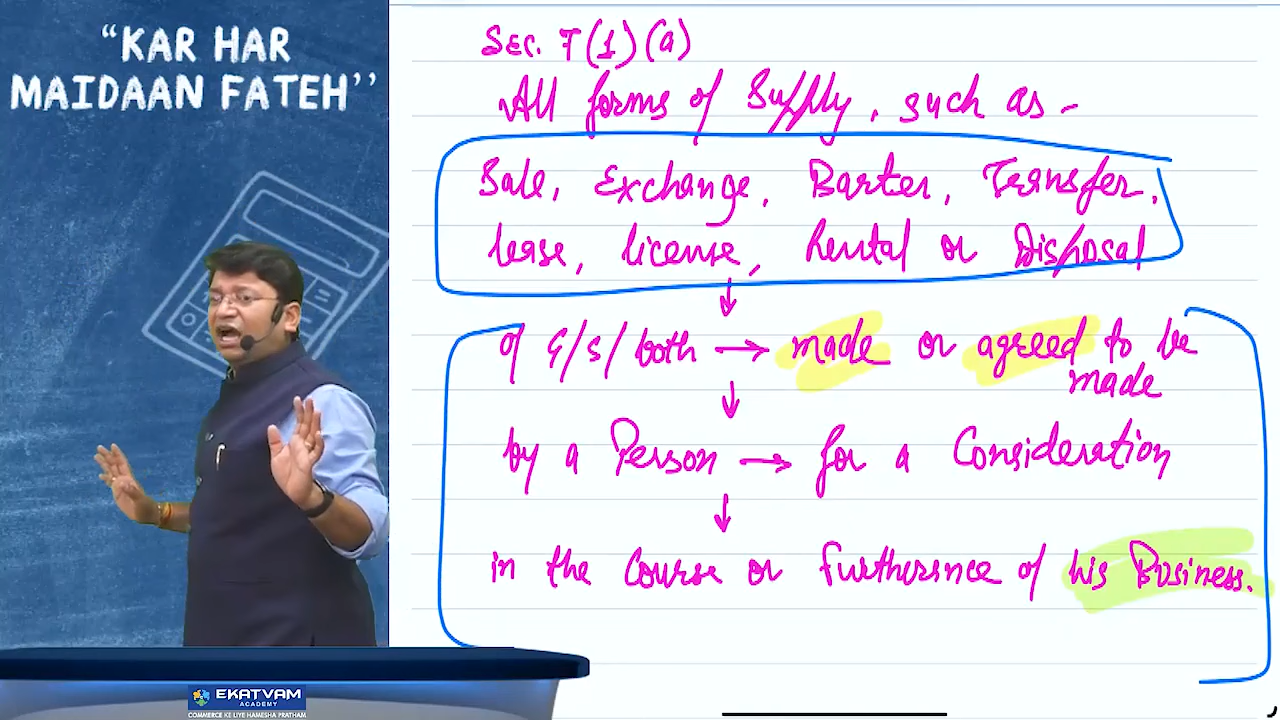 “KAR HAR
MAIDAAN FATEH’’
Sec. 7(1)(a)
All forms of Supply, such as -
Sale, Exchange, Barter, Transfer,
lease, license, Rental or Disposal
↓
of G/S/both → made or agreed to be
made
↓
by a Person → for a Consideration
↓
in the Course or furtherence of his Business.
EKATVAM
ACADEMY
COMMERCE KE LIYE HAMESHA PRATHAM